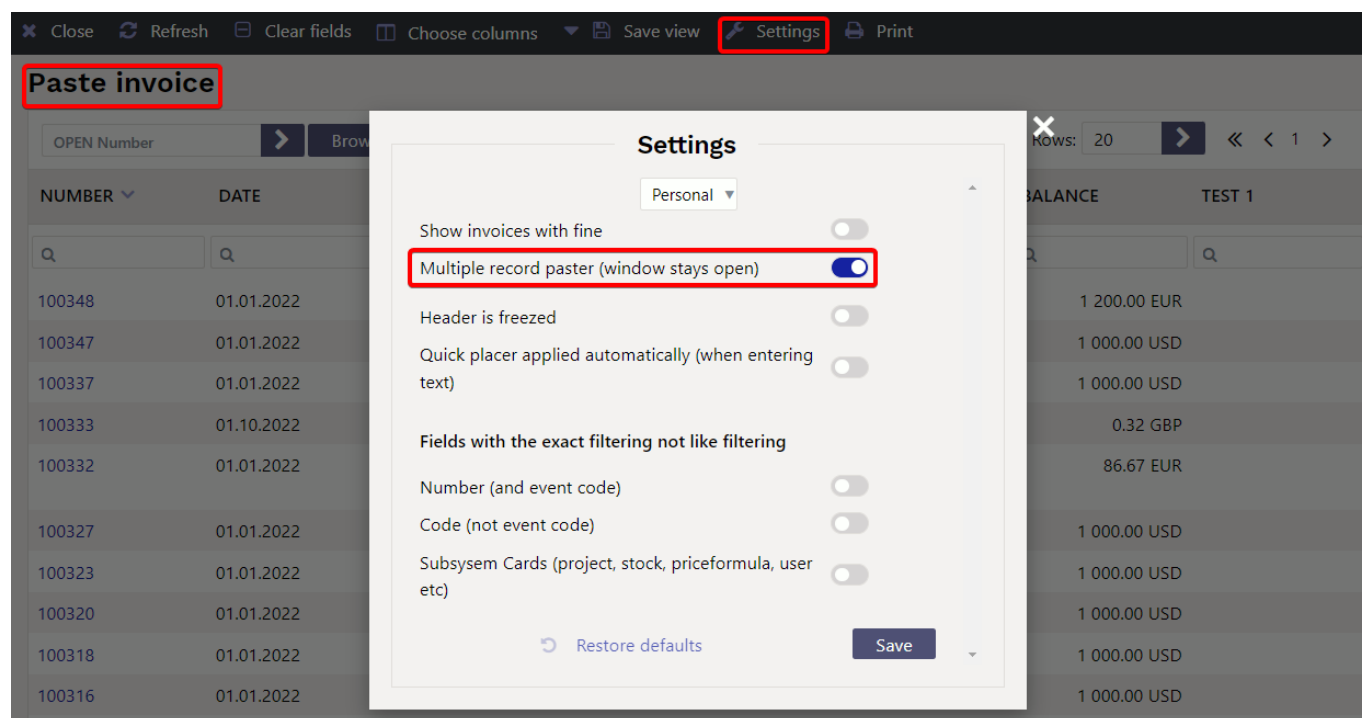 Close Refresh Clear fields Choose columns Save view Settings Print
Paste invoice
OPEN Number Brow Rows: 20 1
Settings
NUMBER DATE BALANCE TEST 1
Personal
Show invoices with fine
Multiple record paster (window stays open)
100348 01.01.2022 1 200.00 EUR
Header is frezed
100347 01.01.2022 1 000.00 USD
Quick placer applied automatically (when entering
text)
100337 01.01.2022 1 000.00 USD
100333 01.10.2022 0.32 GBP
Fields with the exact filtering not like filtering
100332 01.01.2022 86.67 EUR
Number (and event code)
Code (not event code)
100327 01.01.2022 1 000.00 USD
Subsysem Cards (project, stock, priceformula, user
etc)
100323 01.01.2022 1 000.00 USD
100320 01.01.2022 1 000.00 USD
Restore defaults Save
100318 01.01.2022 1 000.00 USD
100316 01.01.2022 1 000.00 USD